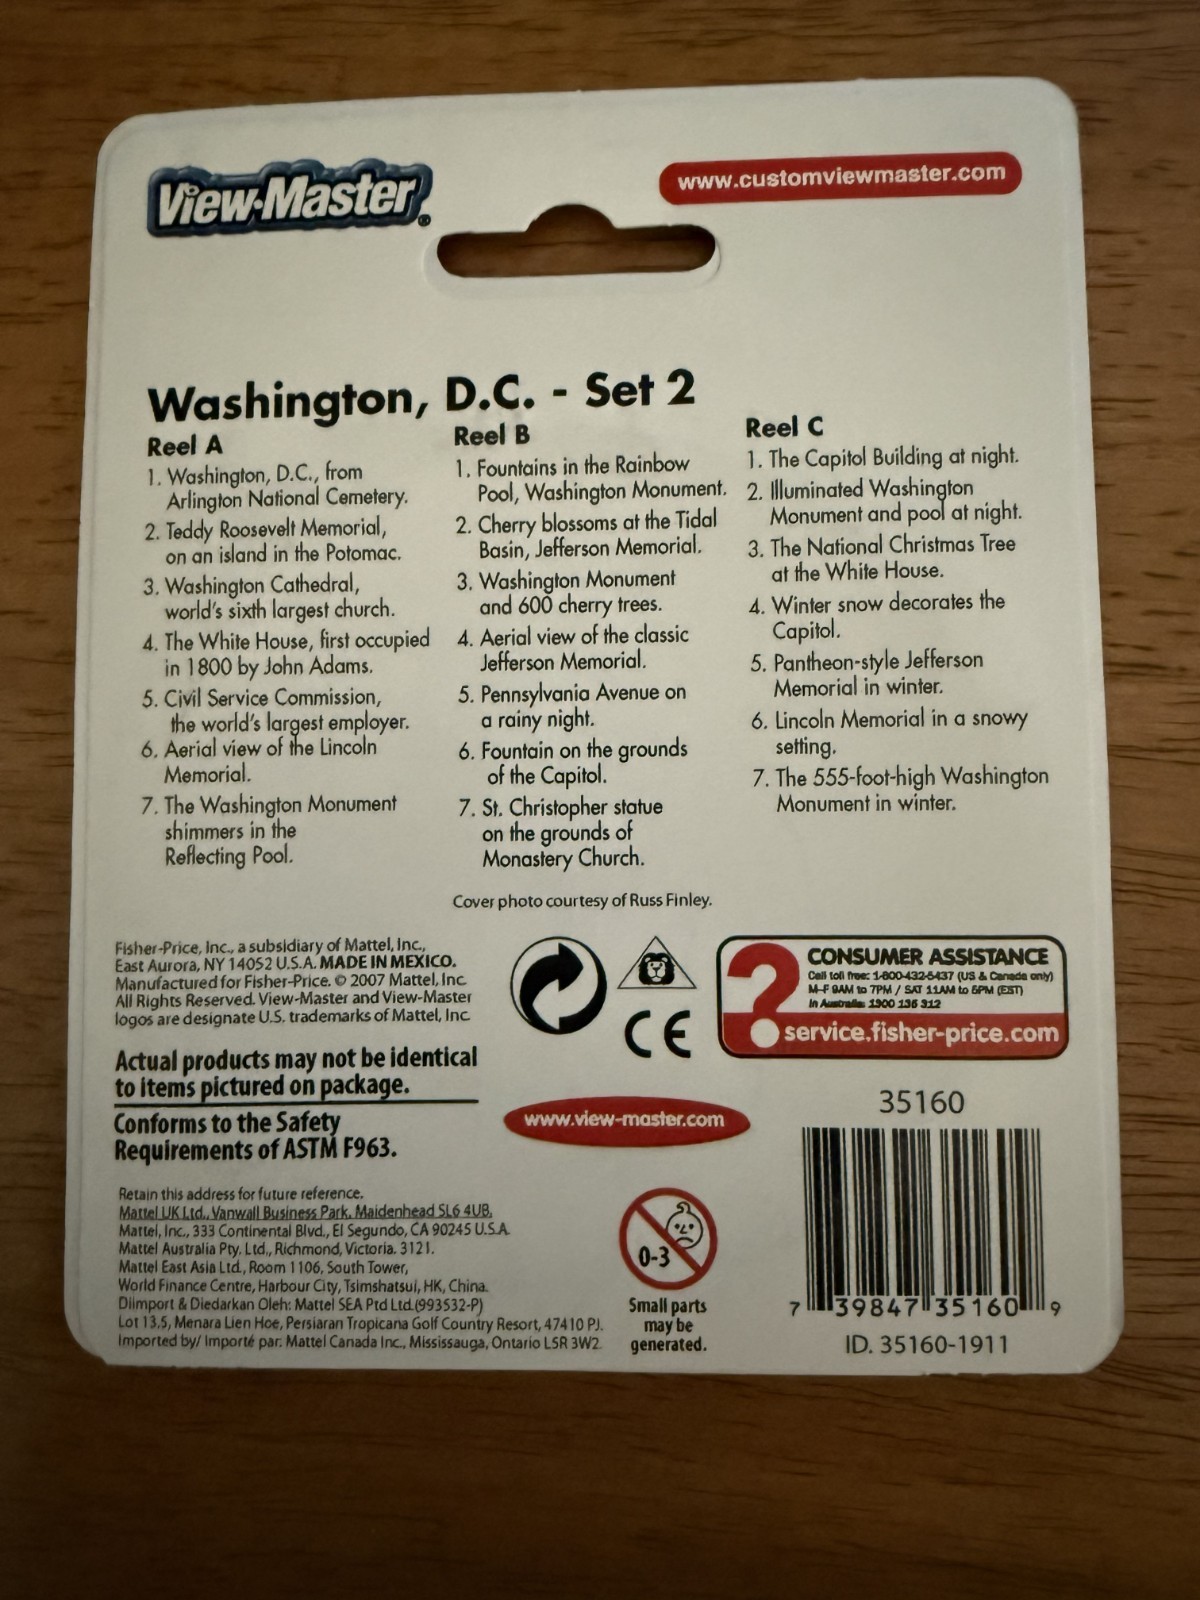 View-Master®
www.customviewmaster.com
Washington, D.C. - Set 2
Reel A
1. Washington, D.C., from
Arlington National Cemetery.
2. Teddy Roosevelt Memorial,
on an island in the Potomac.
3. Washington Cathedral,
world's sixth largest church.
4. The White House, first occupied
in 1800 by John Adams.
5. Civil Service Commission,
the world's largest employer.
6. Aerial view of the Lincoln
Memorial.
7. The Washington Monument
shimmers in the
Reflecting Pool.
Reel B
1. Fountains in the Rainbow
Pool, Washington Monument.
2. Cherry blossoms at the Tidal
Basin, Jefferson Memorial.
3. Washington Monument
and 600 cherry trees.
4. Aerial view of the classic
Jefferson Memorial.
5. Pennsylvania Avenue on
a rainy night.
6. Fountain on the grounds
of the Capitol.
7. St. Christopher statue
on the grounds of
Monastery Church.
Reel C
1. The Capitol Building at night.
2. Illuminated Washington
Monument and pool at night.
3. The National Christmas Tree
at the White House.
4. Winter snow decorates the
Capitol.
5. Pantheon-style Jefferson
Memorial in winter.
6. Lincoln Memorial in a snowy
setting.
7. The 555-foot-high Washington
Monument in winter.
Cover photo courtesy of Russ Finley.
Fisher-Price, Inc., a subsidiary of Mattel, Inc.,
East Aurora, NY 14052 U.S.A. MADE IN MEXICO.
Manufactured for Fisher-Price. © 2007 Mattel, Inc.
All Rights Reserved. View-Master and View-Master
logos are designate U.S. trademarks of Mattel, Inc.
Actual products may not be identical
to items pictured on package.
Conforms to the Safety
Requirements of ASTM F963.
CE
?
CONSUMER ASSISTANCE
Call toll free: 1-800-432-5437 (US & Canada only)
M-F 9AM to 7PM / SAT 11AM to 5PM (EST)
In Australia: 1300 135 312
service.fisher-price.com
www.view-master.com
Retain this address for future reference.
Mattel UK Ltd., Vanwall Business Park, Maidenhead SL6 4UB.
Mattel, Inc., 333 Continental Blvd., El Segundo, CA 90245 U.S.A.
Mattel Australia Pty. Ltd., Richmond, Victoria. 3121.
Mattel East Asia Ltd., Room 1106, South Tower,
World Finance Centre, Harbour City, Tsimshatsui, HK, China.
Diimport & Diedarkan Oleh: Mattel SEA Ptd Ltd.(993532-P)
Lot 13.5, Menara Lien Hoe, Persiaran Tropicana Golf Country Resort, 47410 PJ.
Imported by/ Importé par: Mattel Canada Inc., Mississauga, Ontario L5R 3W2.
0-3
Small parts
may be
generated.
35160
7 39847 35160 9
ID. 35160-1911